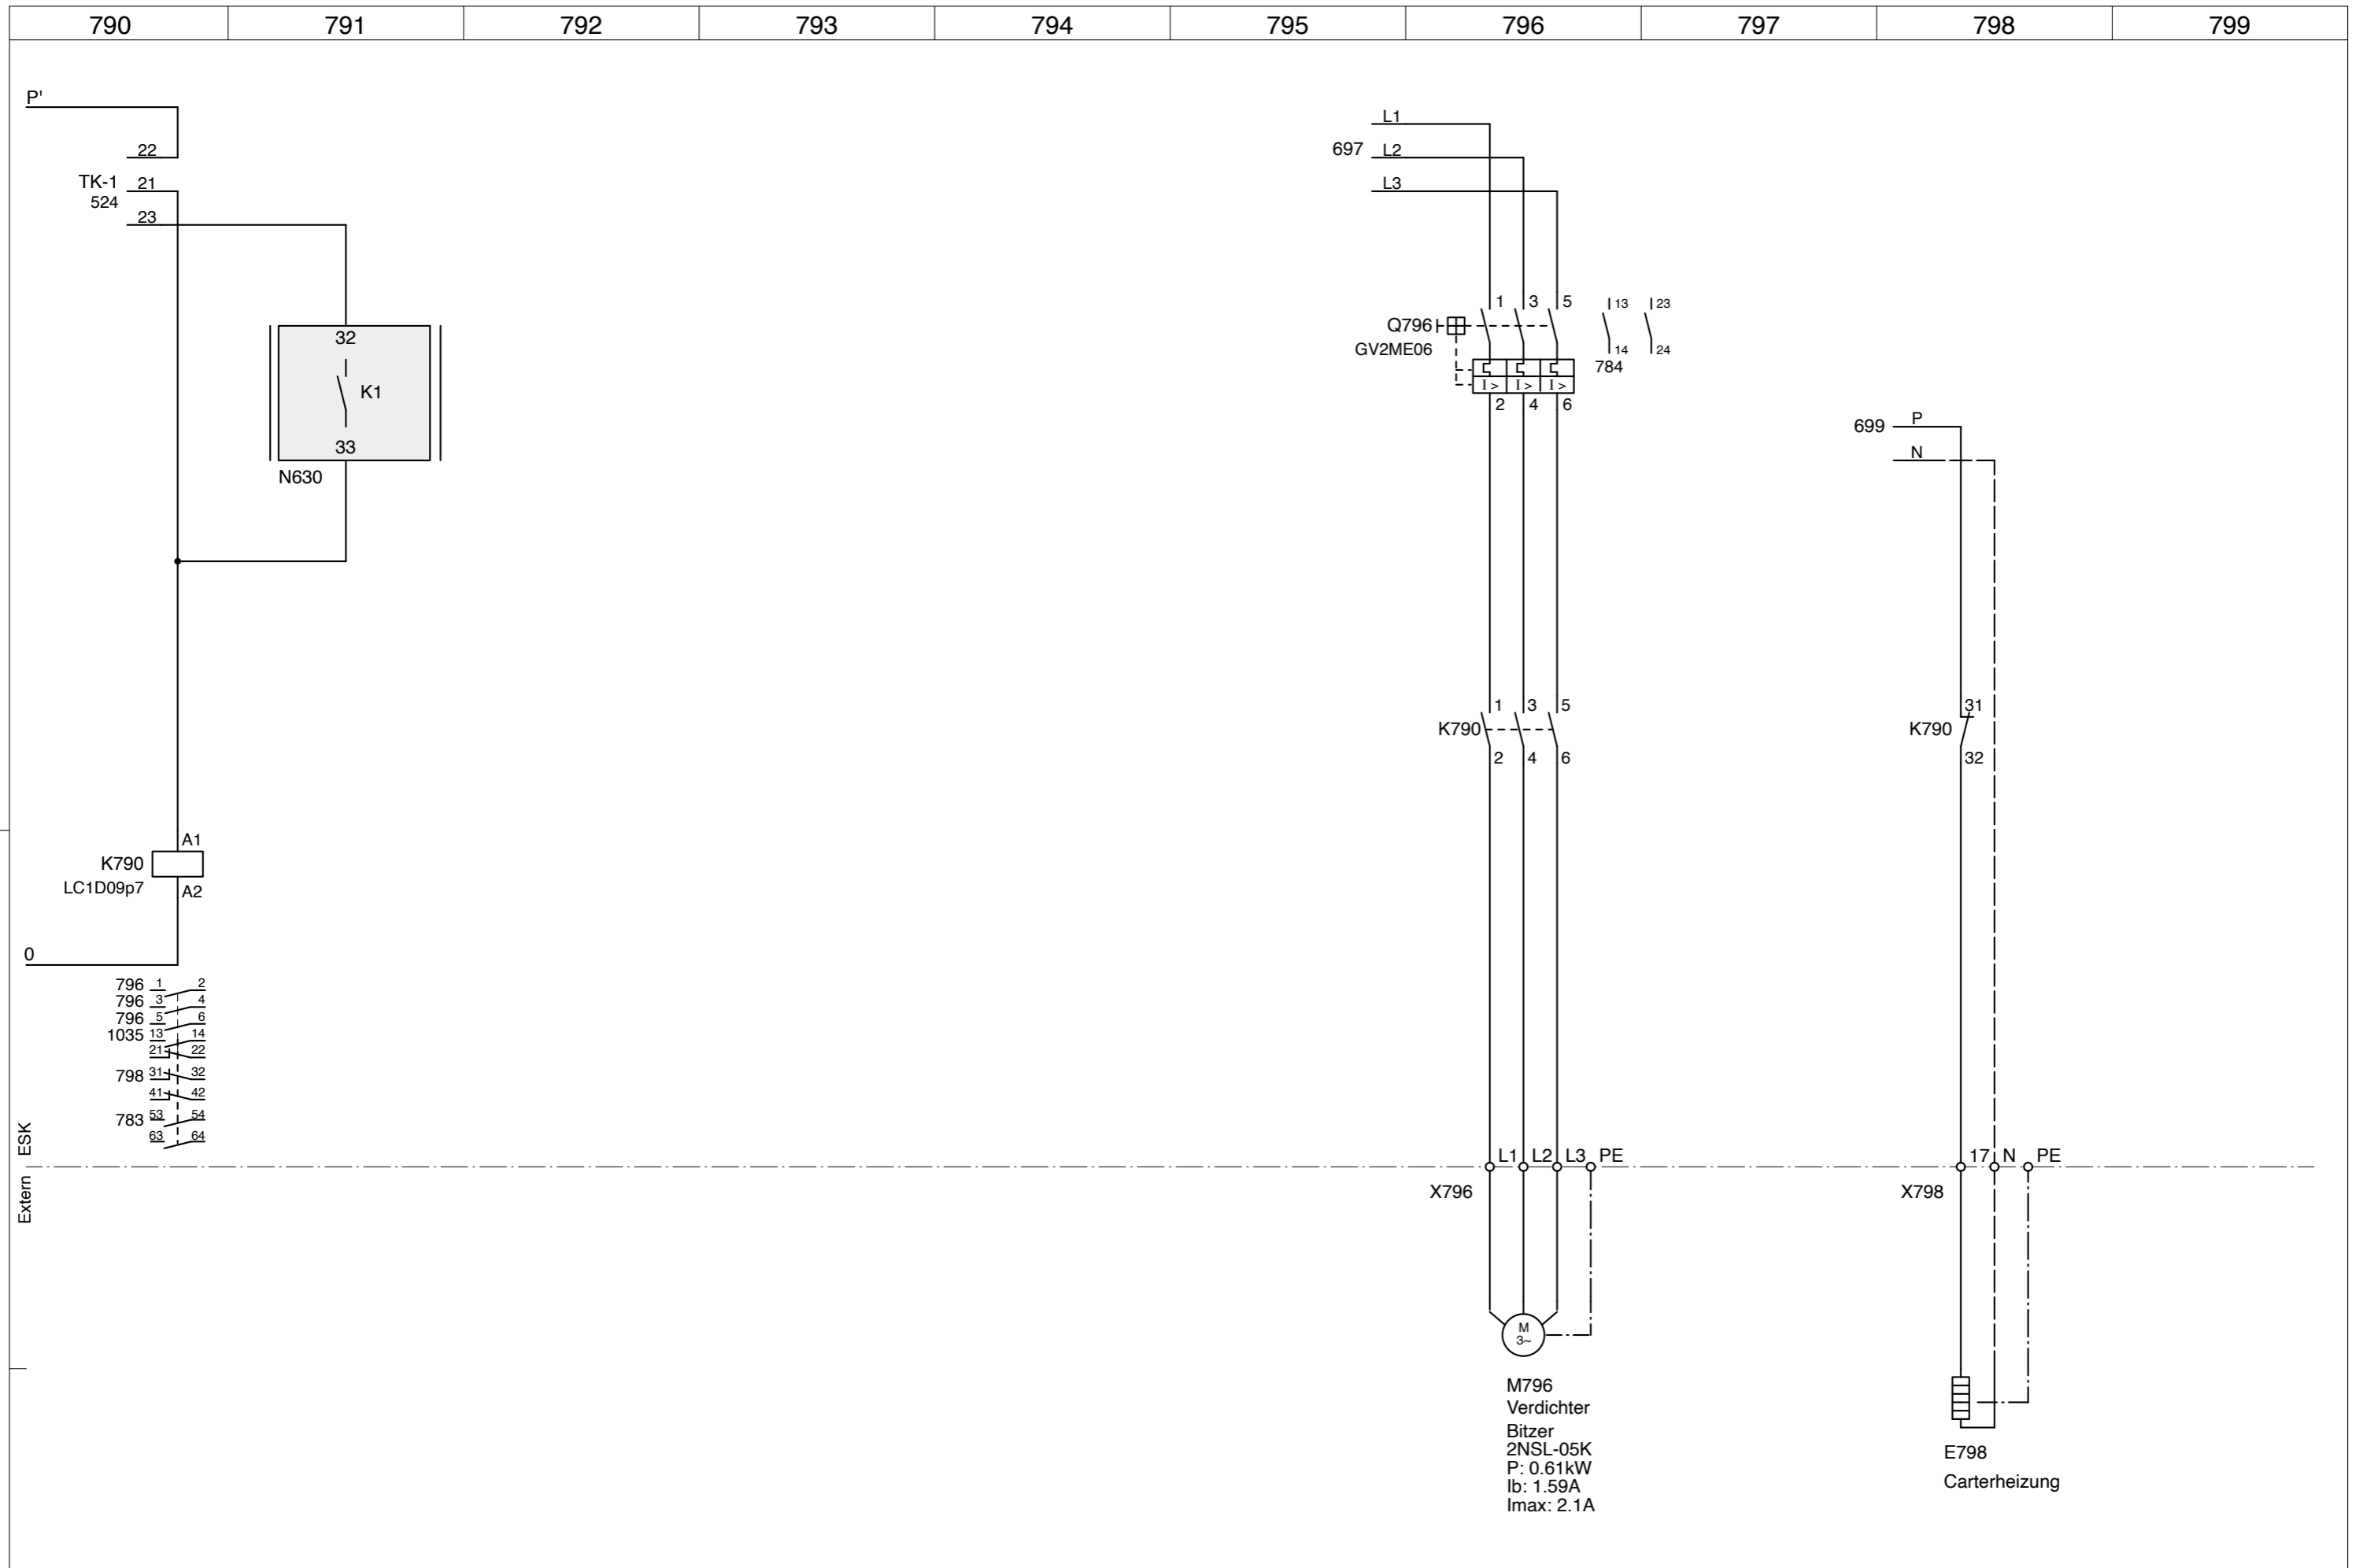 790 791 792 793 794 795 796 797 798 799
P'
22
TK-1 21
524
23
32
K1
33
N630
A1
K790
LC1D09p7
A2
0
796 1 2
796 3 4
796 5 6
1035 13 14
21 22
798 31 32
41 42
783 53 54
63 64
ESK
Extern
L1
697 L2
L3
1 3 5 13 23
Q796
GV2ME06
14 24
784
I > I > I >
2 4 6
1 3 5
K790
2 4 6
L1 L2 L3 PE
X796
M
3~
M796
Verdichter
Bitzer
2NSL-05K
P: 0.61kW
Ib: 1.59A
Imax: 2.1A
699 P
N
31
K790
32
17 N PE
X798
E798
Carterheizung